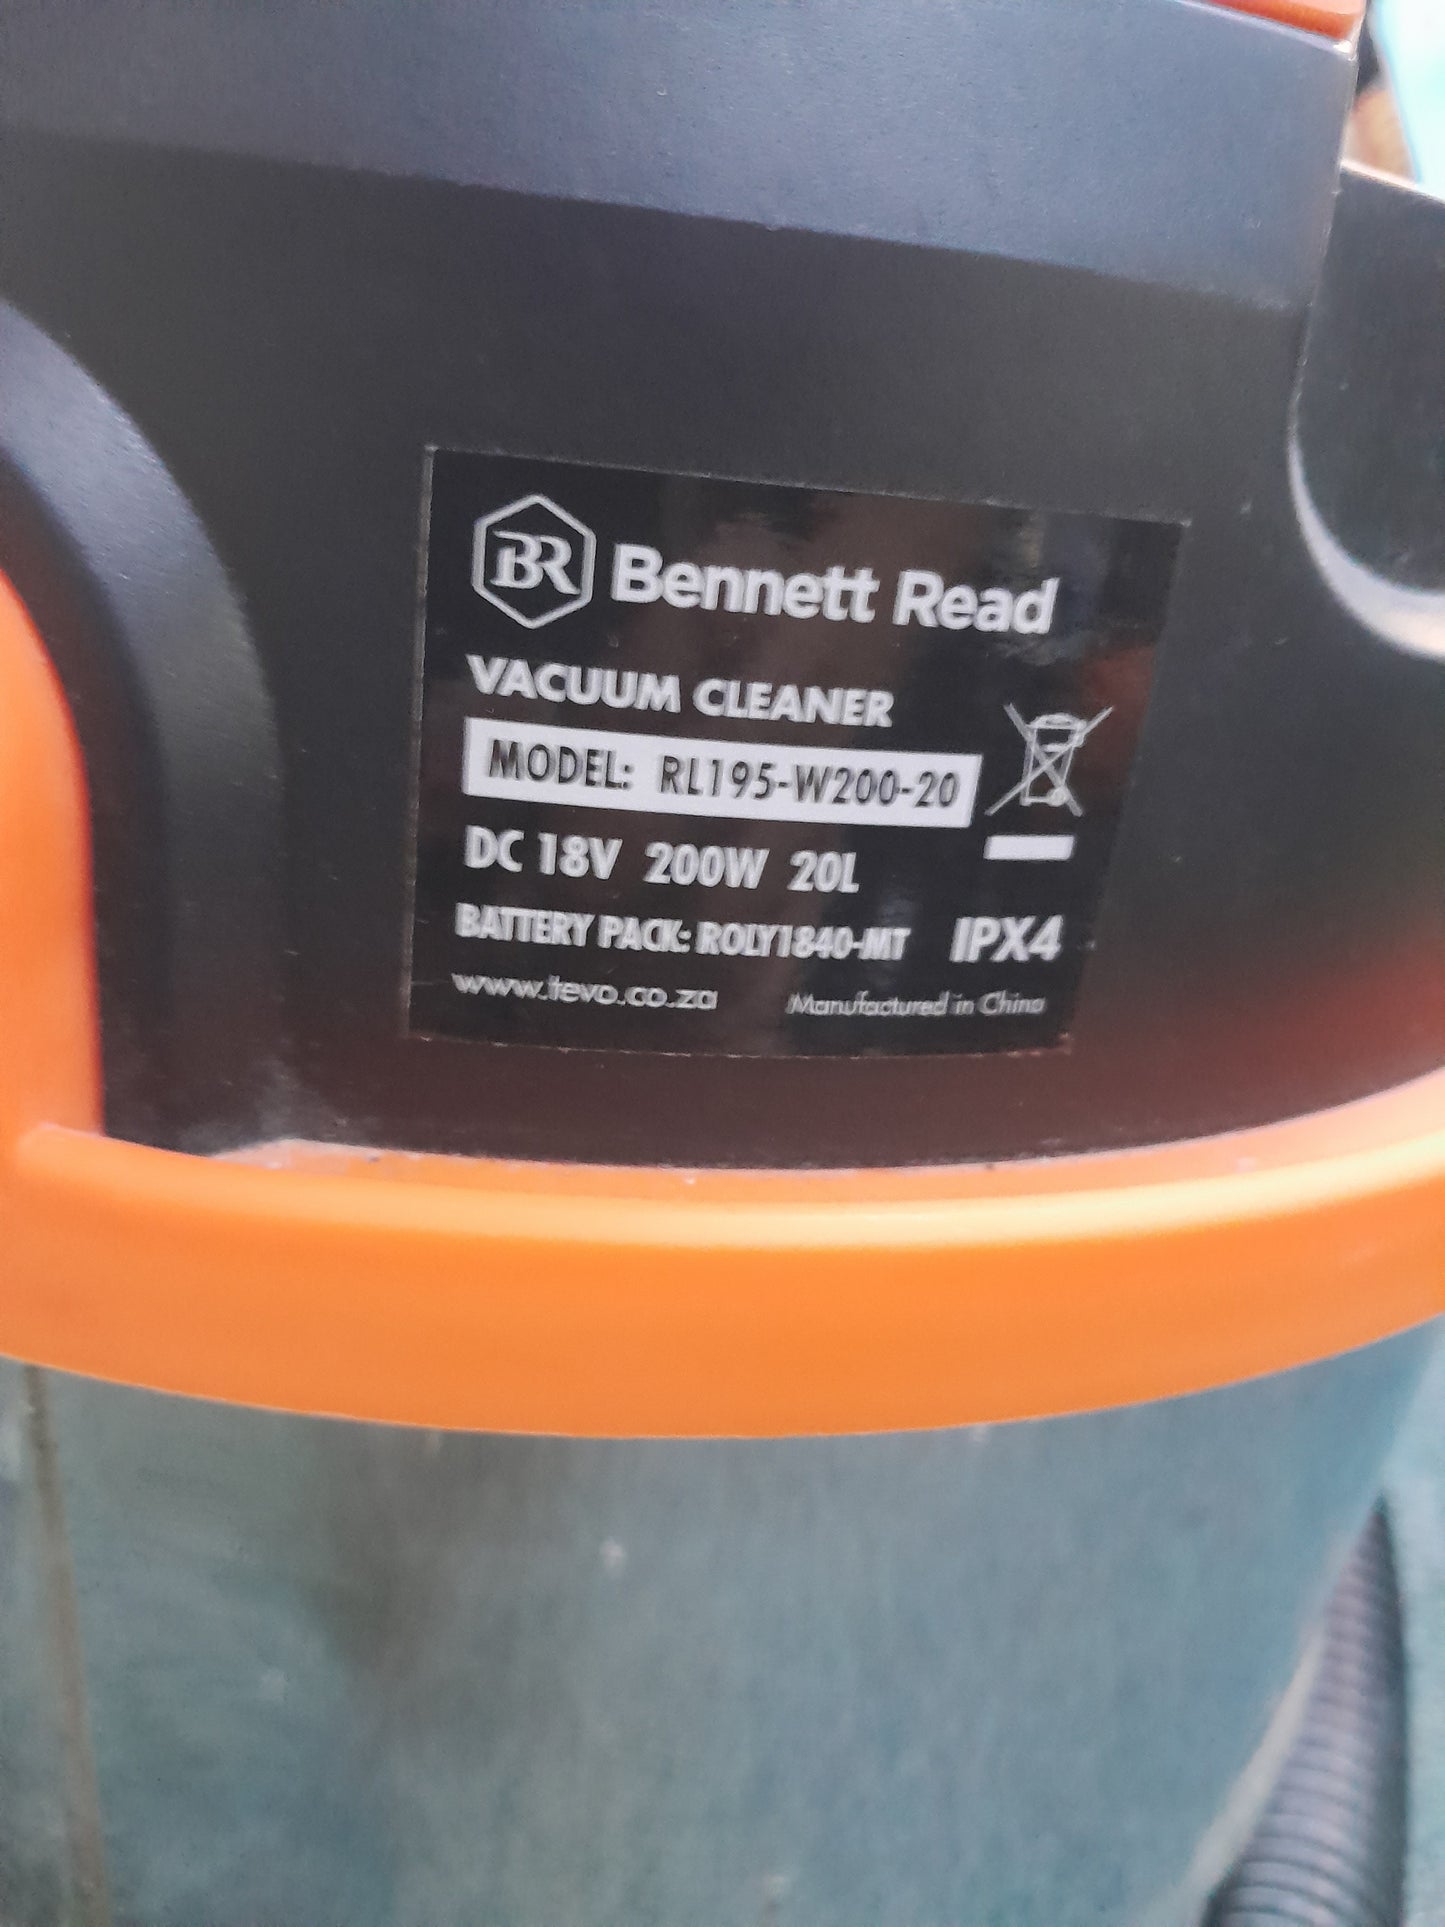 BR Bennett Read
VACUUM CLEANER
MODEL: RL195-W200-20
DC 18V 200W 20L
BATTERY PACK: ROLY1840-MT IPX4
www.tevo.co.za Manufactured in China